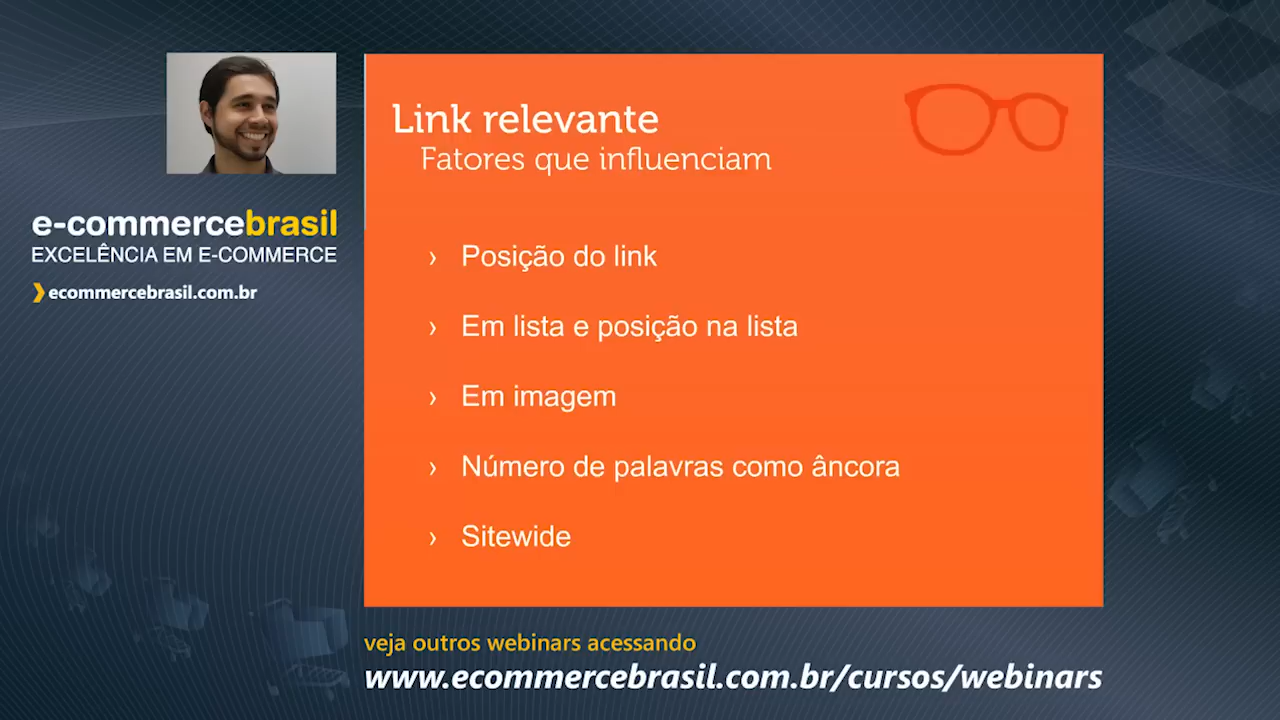 e-commercebrasil
EXCELÊNCIA EM E-COMMERCE
ecommercebrasil.com.br
Link relevante
Fatores que influenciam
› Posição do link
› Em lista e posição na lista
› Em imagem
› Número de palavras como âncora
› Sitewide
veja outros webinars acessando
www.ecommercebrasil.com.br/cursos/webinars